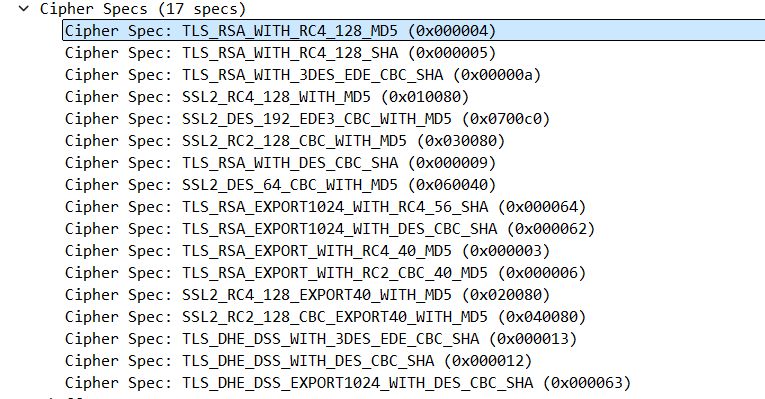 Cipher Specs (17 specs)
Cipher Spec: TLS_RSA_WITH_RC4_128_MD5 (0x000004)
Cipher Spec: TLS_RSA_WITH_RC4_128_SHA (0x000005)
Cipher Spec: TLS_RSA_WITH_3DES_EDE_CBC_SHA (0x00000a)
Cipher Spec: SSL2_RC4_128_WITH_MD5 (0x010080)
Cipher Spec: SSL2_DES_192_EDE3_CBC_WITH_MD5 (0x0700c0)
Cipher Spec: SSL2_RC2_128_CBC_WITH_MD5 (0x030080)
Cipher Spec: TLS_RSA_WITH_DES_CBC_SHA (0x000009)
Cipher Spec: SSL2_DES_64_CBC_WITH_MD5 (0x060040)
Cipher Spec: TLS_RSA_EXPORT1024_WITH_RC4_56_SHA (0x000064)
Cipher Spec: TLS_RSA_EXPORT1024_WITH_DES_CBC_SHA (0x000062)
Cipher Spec: TLS_RSA_EXPORT_WITH_RC4_40_MD5 (0x000003)
Cipher Spec: TLS_RSA_EXPORT_WITH_RC2_CBC_40_MD5 (0x000006)
Cipher Spec: SSL2_RC4_128_EXPORT40_WITH_MD5 (0x020080)
Cipher Spec: SSL2_RC2_128_CBC_EXPORT40_WITH_MD5 (0x040080)
Cipher Spec: TLS_DHE_DSS_WITH_3DES_EDE_CBC_SHA (0x000013)
Cipher Spec: TLS_DHE_DSS_WITH_DES_CBC_SHA (0x000012)
Cipher Spec: TLS_DHE_DSS_EXPORT1024_WITH_DES_CBC_SHA (0x000063)